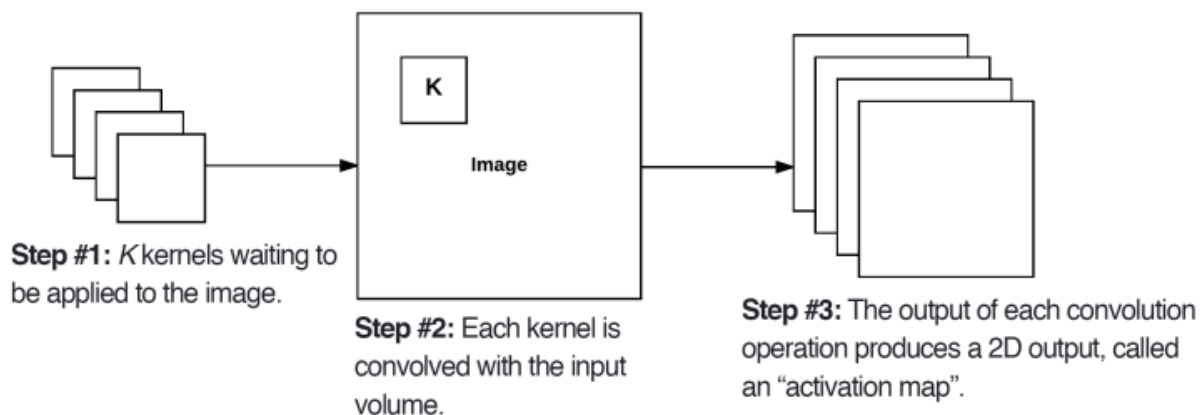 K
Image
Step #1: K kernels waiting to
be applied to the image.
Step #2: Each kernel is
convolved with the input
volume.
Step #3: The output of each convolution
operation produces a 2D output, called
an “activation map”.